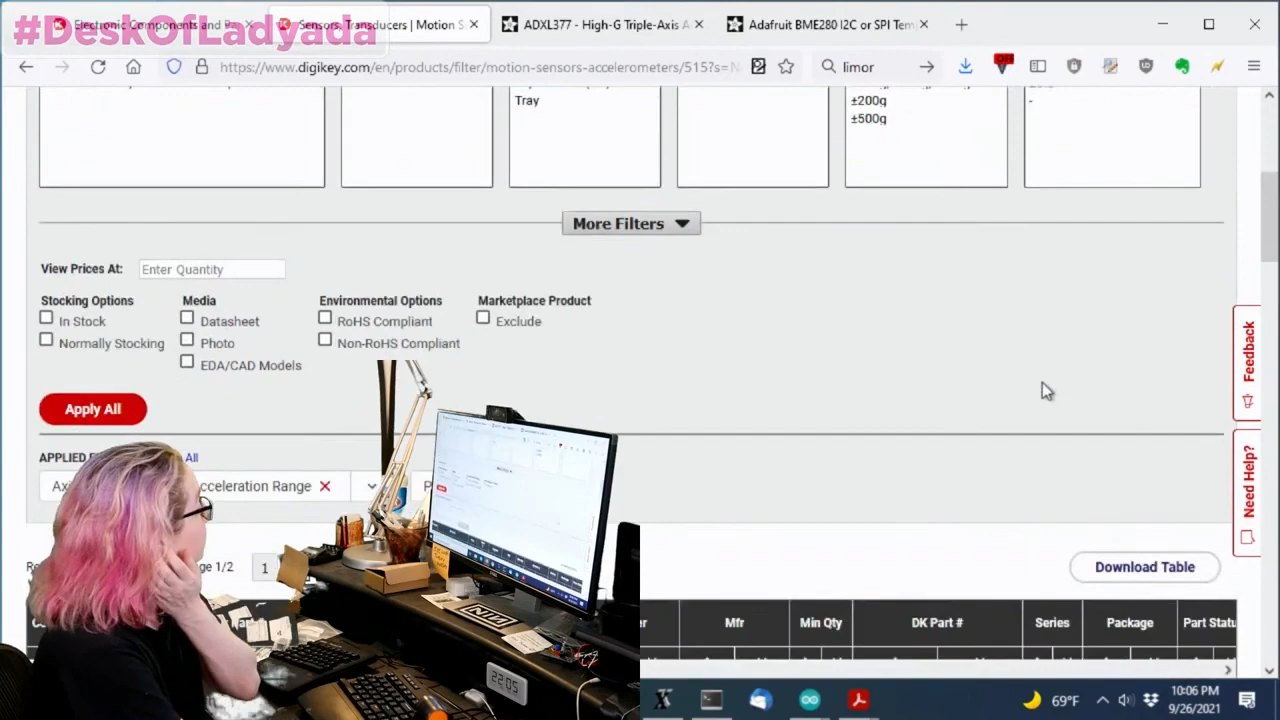 #DeskOfLadyada
Electronic Components and Pa
Sensors, Transducers | Motion S
ADXL377 - High-G Triple-Axis A
Adafruit BME280 I2C or SPI Tem
https://www.digikey.com/en/products/filter/motion-sensors-accelerometers/515?s=N
limor
OFF
Tray
±200g
±500g
-
More Filters
View Prices At:
Enter Quantity
Stocking Options
Media
Environmental Options
Marketplace Product
In Stock
Datasheet
RoHS Compliant
Exclude
Normally Stocking
Photo
Non-RoHS Compliant
EDA/CAD Models
Feedback
Need Help?
Apply All
APPLIED F
All
Ax
cceleration Range
P
Re
ge 1/2
1
Download Table
er
Mfr
Min Qty
DK Part #
Series
Package
Part Statu
22:05
69°F
10:06 PM
9/26/2021